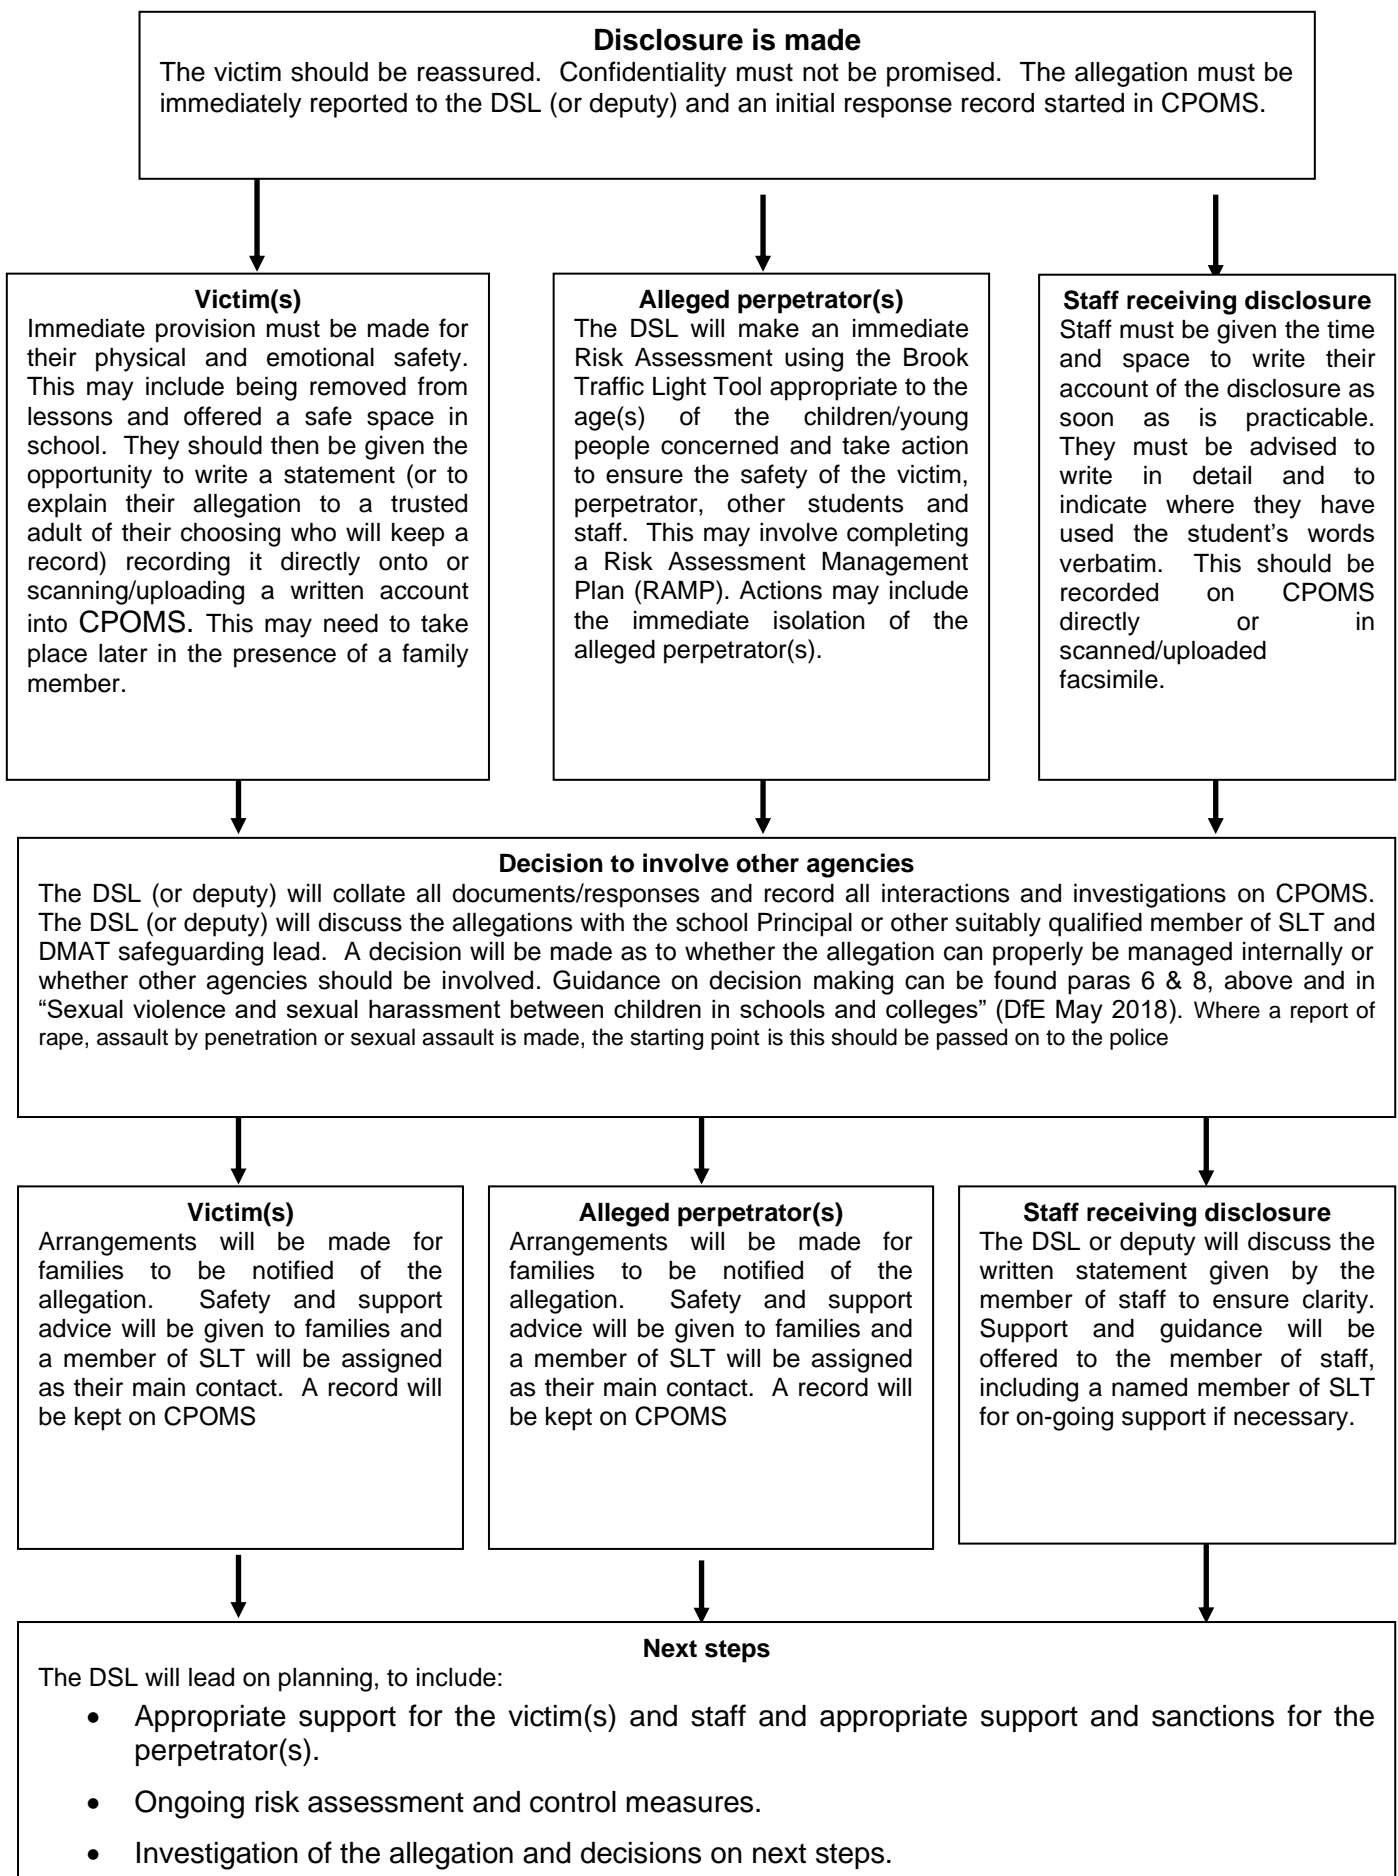 Disclosure is made
The victim should be reassured. Confidentiality must not be promised. The allegation must be
immediately reported to the DSL (or deputy) and an initial response record started in CPOMS.
Victim(s)
Immediate provision must be made for
their physical and emotional safety.
This may include being removed from
lessons and offered a safe space in
school. They should then be given the
opportunity to write a statement (or to
explain their allegation to a trusted
adult of their choosing who will keep a
record) recording it directly onto or
scanning/uploading a written account
into CPOMS. This may need to take
place later in the presence of a family
member.
Alleged perpetrator(s)
The DSL will make an immediate
Risk Assessment using the Brook
Traffic Light Tool appropriate to the
age(s) of the children/young
people concerned and take action
to ensure the safety of the victim,
perpetrator, other students and
staff. This may involve completing
a Risk Assessment Management
Plan (RAMP). Actions may include
the immediate isolation of the
alleged perpetrator(s).
Staff receiving disclosure
Staff must be given the time
and space to write their
account of the disclosure as
soon as is practicable.
They must be advised to
write in detail and to
indicate where they have
used the student's words
verbatim. This should be
recorded on CPOMS
directly or in
scanned/uploaded
facsimile.
Decision to involve other agencies
The DSL (or deputy) will collate all documents/responses and record all interactions and investigations on CPOMS.
The DSL (or deputy) will discuss the allegations with the school Principal or other suitably qualified member of SLT and
DMAT safeguarding lead. A decision will be made as to whether the allegation can properly be managed internally or
whether other agencies should be involved. Guidance on decision making can be found paras 6 & 8, above and in
“Sexual violence and sexual harassment between children in schools and colleges” (DfE May 2018). Where a report of
rape, assault by penetration or sexual assault is made, the starting point is this should be passed on to the police
Victim(s)
Arrangements will be made for
families to be notified of the
allegation. Safety and support
advice will be given to families and
a member of SLT will be assigned
as their main contact. A record will
be kept on CPOMS
Alleged perpetrator(s)
Arrangements will be made for
families to be notified of the
allegation. Safety and support
advice will be given to families and
a member of SLT will be assigned
as their main contact. A record will
be kept on CPOMS
Staff receiving disclosure
The DSL or deputy will discuss the
written statement given by the
member of staff to ensure clarity.
Support and guidance will be
offered to the member of staff,
including a named member of SLT
for on-going support if necessary.
Next steps
The DSL will lead on planning, to include:
• Appropriate support for the victim(s) and staff and appropriate support and sanctions for the
perpetrator(s).
• Ongoing risk assessment and control measures.
• Investigation of the allegation and decisions on next steps.